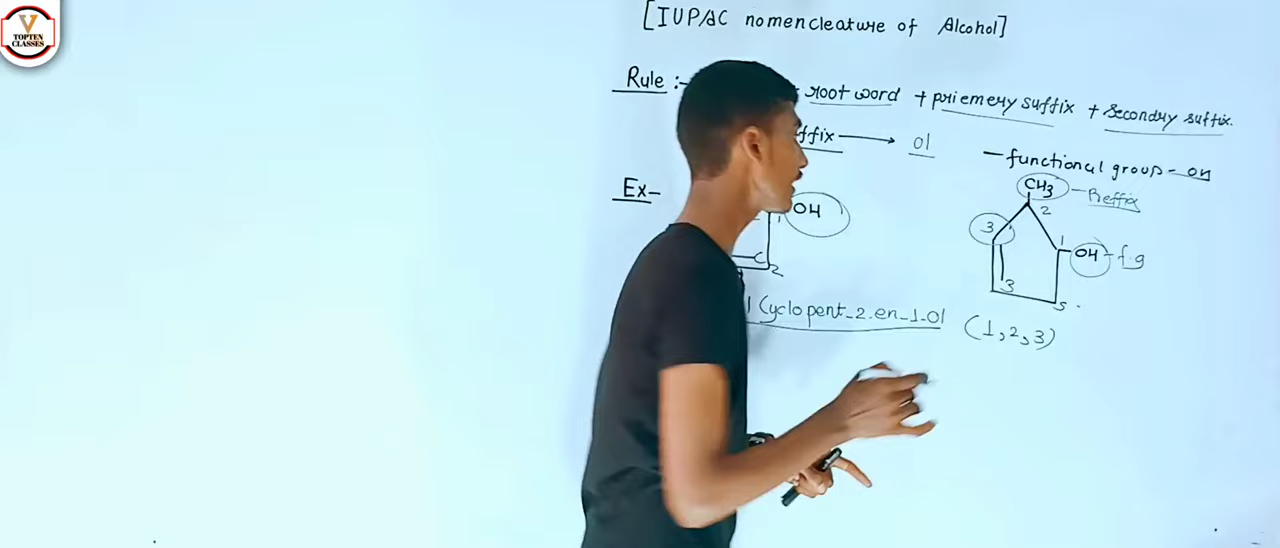 V
TOPTEN
CLASSES
[IUPAC nomencleature of Alcohol]
Rule :- root word + priemery suffix + secondry suffix.
ffix → ol
- functional group - OH
Ex-
OH
2
CH3 - Preffix
2
3
1
OH - f.g
3
5
1 Cyclopent-2-en-1-ol
(1,2,3)